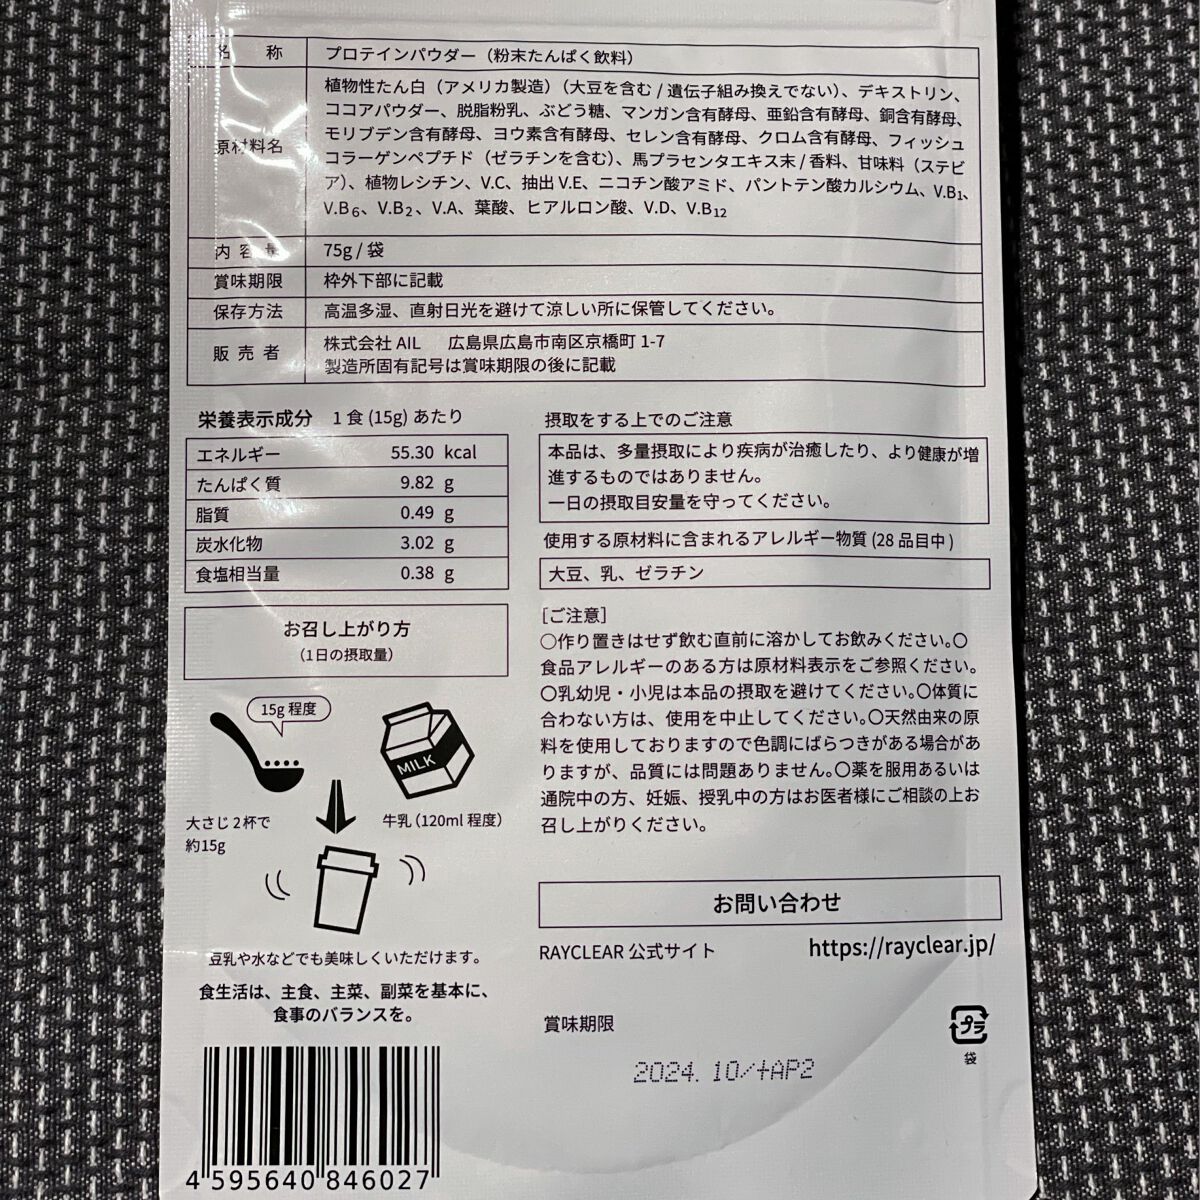 名称 プロテインパウダー（粉末たんぱく飲料）
原材料名
植物性たん白（アメリカ製造）（大豆を含む / 遺伝子組み換えでない）、デキストリン、
ココアパウダー、脱脂粉乳、ぶどう糖、マンガン含有酵母、亜鉛含有酵母、銅含有酵母、
モリブデン含有酵母、ヨウ素含有酵母、セレン含有酵母、クロム含有酵母、フィッシュ
コラーゲンペプチド（ゼラチンを含む）、馬プラセンタエキス末 / 香料、甘味料（ステビ
ア）、植物レシチン、V.C、抽出 V.E、ニコチン酸アミド、パントテン酸カルシウム、V.B₁、
V.B₆、V.B₂、V.A、葉酸、ヒアルロン酸、V.D、V.B₁₂
内容量 75g / 袋
賞味期限 枠外下部に記載
保存方法 高温多湿、直射日光を避けて涼しい所に保管してください。
販売者 株式会社 AIL 広島県広島市南区京橋町 1-7
製造所固有記号は賞味期限の後に記載
栄養表示成分 1 食 (15g) あたり
エネルギー 55.30 kcal
たんぱく質 9.82 g
脂質 0.49 g
炭水化物 3.02 g
食塩相当量 0.38 g
お召し上がり方
（1日の摂取量）
15g 程度
MILK
大さじ 2 杯で
約15g
牛乳（120ml 程度）
豆乳や水などでも美味しくいただけます。
食生活は、主食、主菜、副菜を基本に、
食事のバランスを。
4 595640 846027
摂取をする上でのご注意
本品は、多量摂取により疾病が治癒したり、より健康が増
進するものではありません。
一日の摂取目安量を守ってください。
使用する原材料に含まれるアレルギー物質 (28 品目中)
大豆、乳、ゼラチン
［ご注意］
〇作り置きはせず飲む直前に溶かしてお飲みください。〇
食品アレルギーのある方は原材料表示をご参照ください。
〇乳幼児・小児は本品の摂取を避けてください。〇体質に
合わない方は、使用を中止してください。〇天然由来の原
料を使用しておりますので色調にばらつきがある場合があ
りますが、品質には問題ありません。〇薬を服用あるいは
通院中の方、妊娠、授乳中の方はお医者様にご相談の上お
召し上がりください。
お問い合わせ
RAYCLEAR 公式サイト https://rayclear.jp/
賞味期限
プラ
袋
2024. 10/+AP2